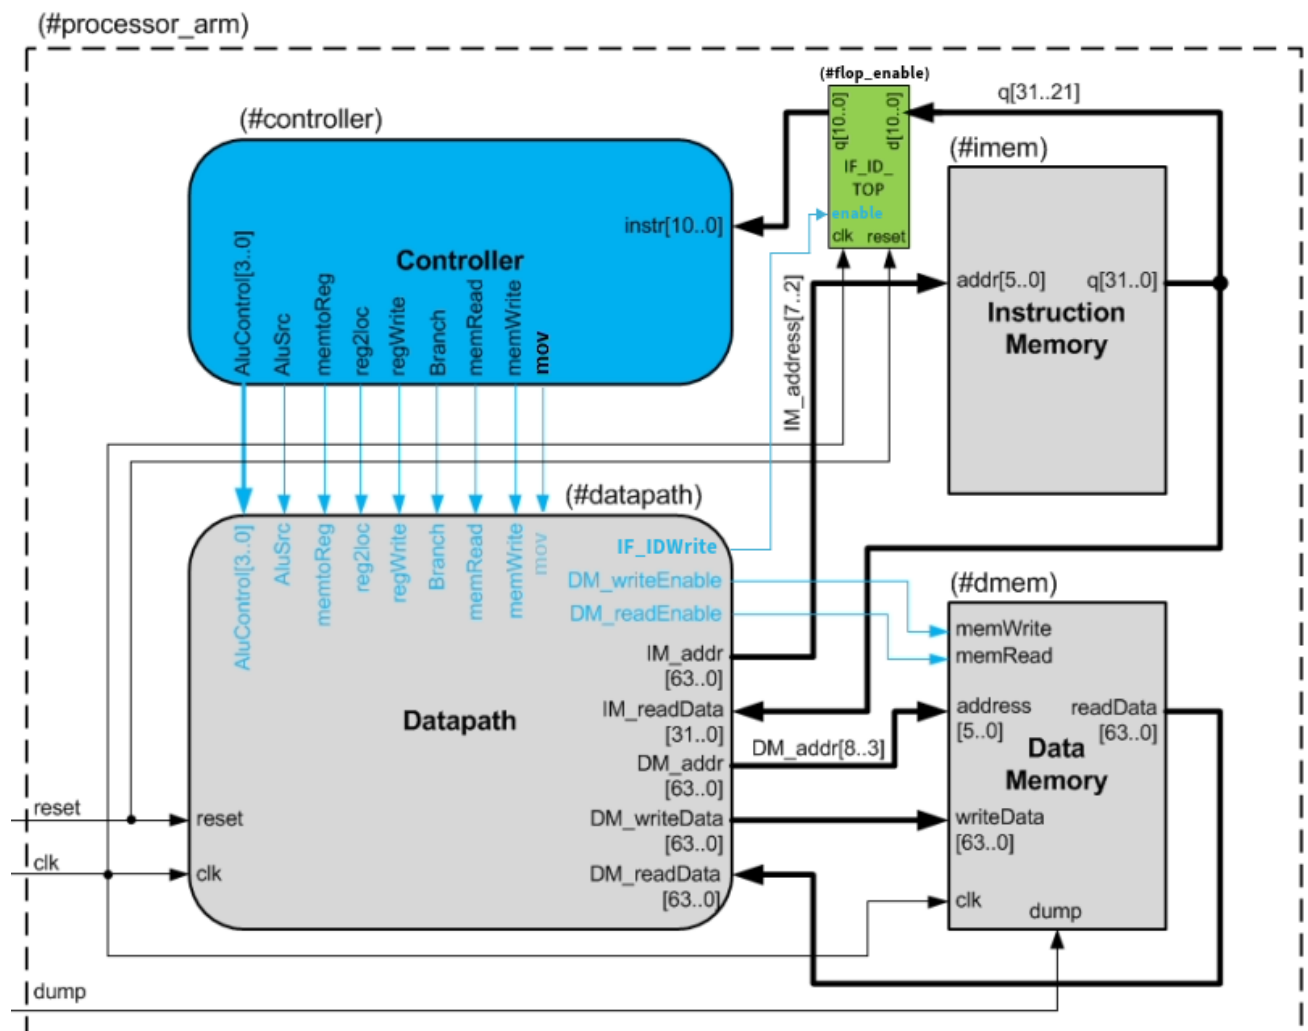 (#processor_arm)
(#flop_enable)
q[31..21]
(#controller)
q[10..0]
d[10..0]
IF_ID_
TOP
enable
clk reset
(#imem)
instr[10..0]
Controller
AluControl[3..0]
AluSrc
memtoReg
reg2loc
regWrite
Branch
memRead
memWrite
mov
IM_address[7..2]
addr[5..0] q[31..0]
Instruction
Memory
(#datapath)
AluControl[3..0]
AluSrc
memtoReg
reg2loc
regWrite
Branch
memRead
memWrite
mov
IF_IDWrite
DM_writeEnable
DM_readEnable
IM_addr
[63..0]
IM_readData
[31..0]
Datapath
DM_addr
[63..0]
DM_addr[8..3]
DM_writeData
[63..0]
DM_readData
[63..0]
reset
reset
clk
clk
(#dmem)
memWrite
memRead
address
[5..0]
readData
[63..0]
Data
Memory
writeData
[63..0]
clk
dump
dump